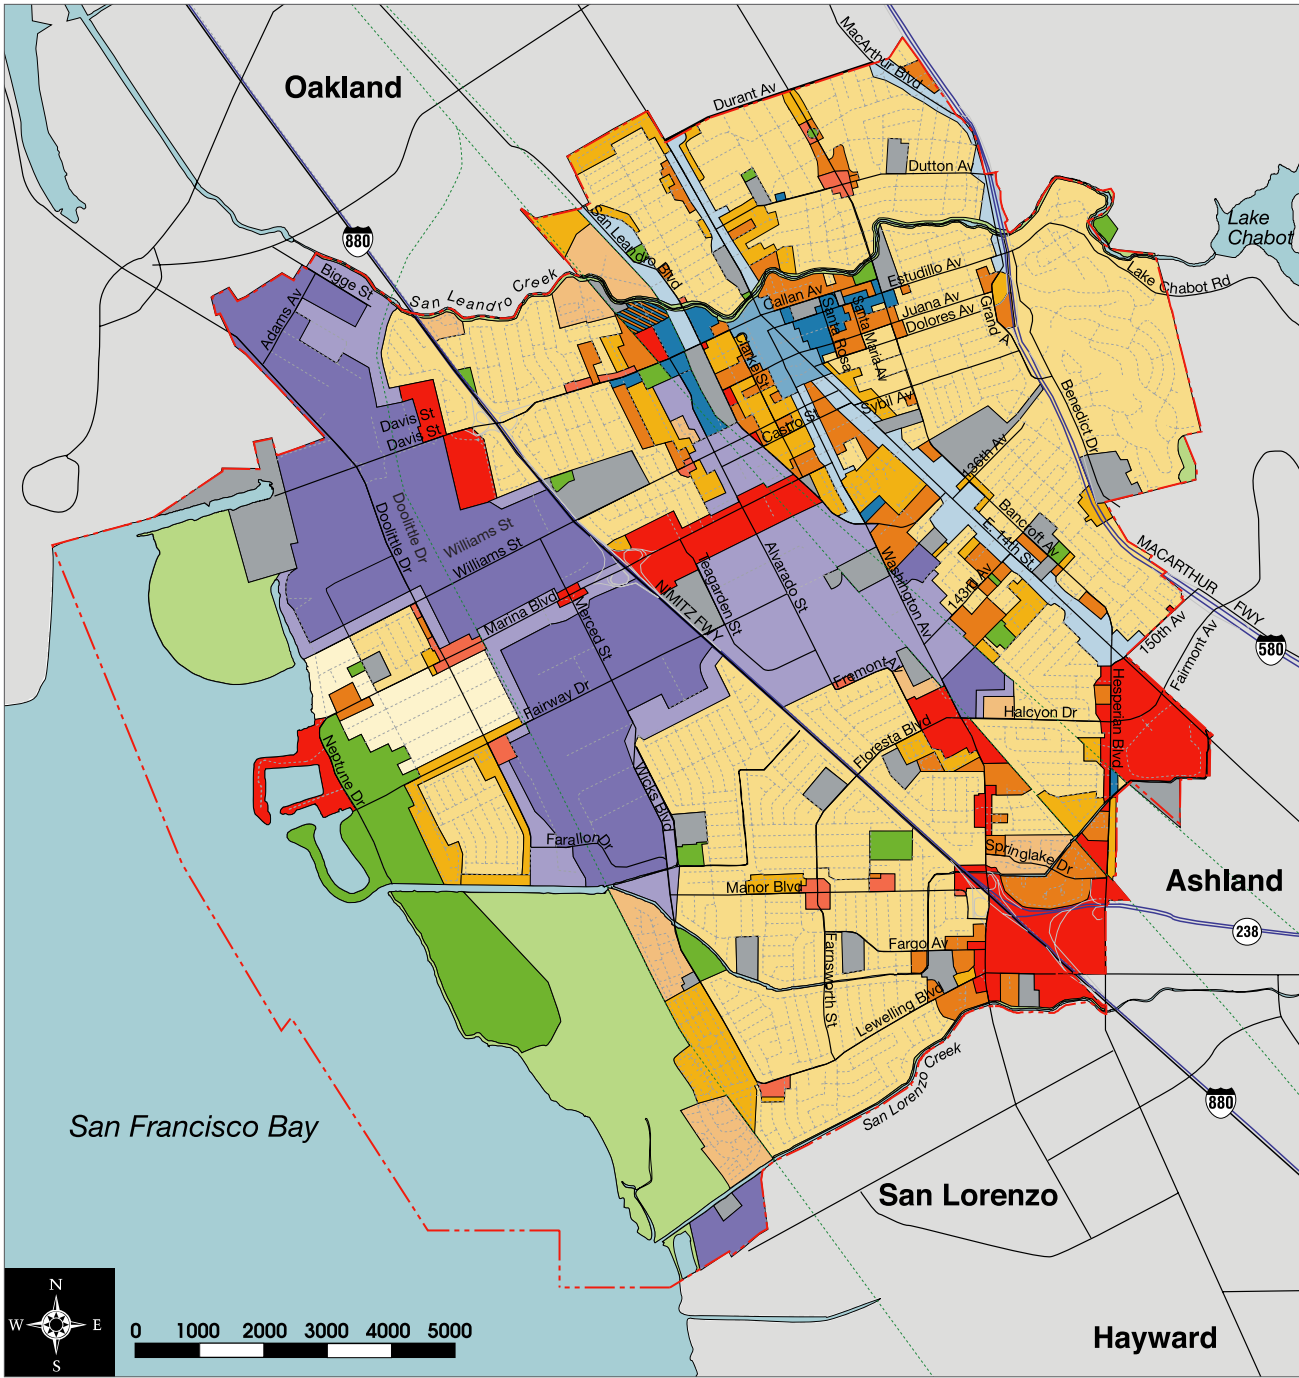 MacArthur Blvd
Oakland
Durant Av
Dutton Av
San Leandro Blvd
Lake
Chabot
880
Bigge St
San Leandro Creek
Estudillo Av
Lake Chabot Rd
Adams Av
Callan Av
Juana Av
Dolores Av
Grand A
Santa Rosa
Santa Maria Av
Clarke St
Benedict Dr
Sybil Av
Davis St
Davis St
Castro St
136th Av
Doolittle Dr
Doolittle Dr
Williams St
Williams St
Bancroft Av
E 14th St
MACARTHUR FWY
Teagarden St
Alvarado St
Washington Av
143rd Av
NIMITZ FWY
Marina Blvd
Merced St
150th Av
Fairmont Av
580
Fremont Av
Hesperian Blvd
Fairway Dr
Halcyon Dr
Floresta Blvd
Neptune Dr
Wicks Blvd
Farallon Dr
Springlake Dr
Manor Blvd
Ashland
238
Fargo Av
Farnsworth St
Lewelling Blvd
San Lorenzo Creek
880
San Francisco Bay
San Lorenzo
N
W E
S
0 1000 2000 3000 4000 5000
Hayward